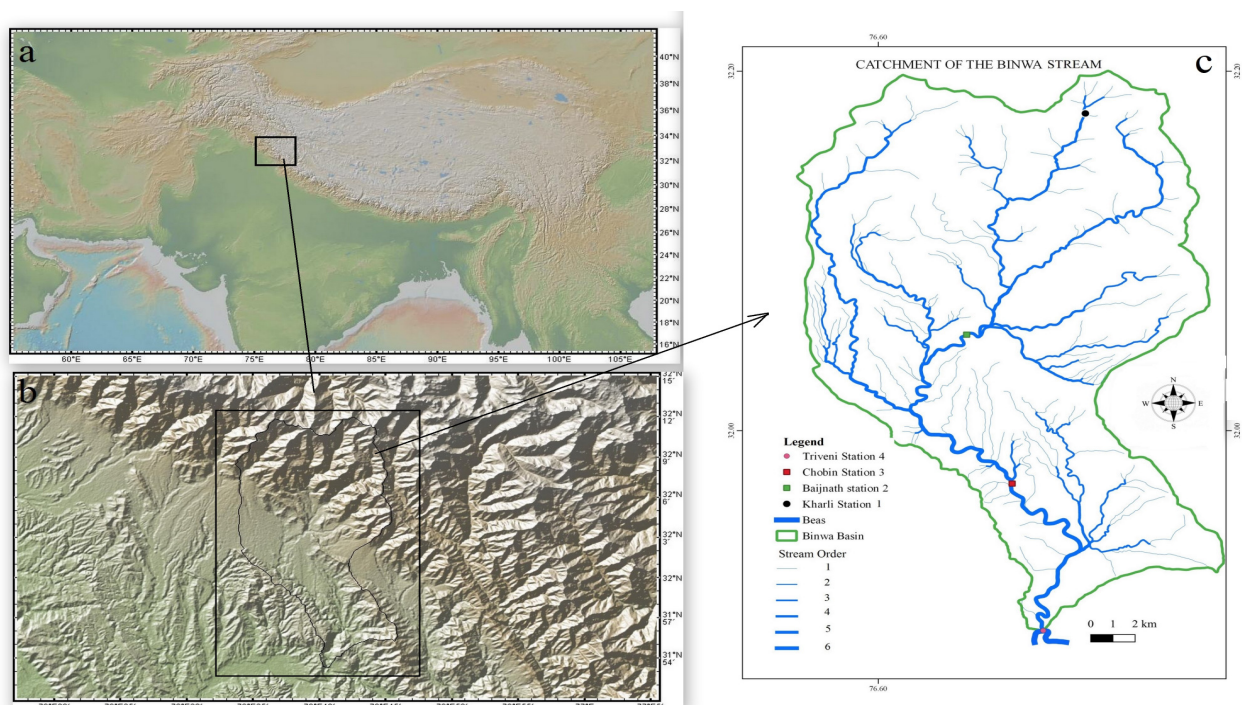 a
40°N
38°N
36°N
34°N
32°N
30°N
28°N
26°N
24°N
22°N
20°N
18°N
16°N
60°E
65°E
70°E
75°E
80°E
85°E
90°E
95°E
100°E
105°E
b
32°N
15′
32°N
12′
32°N
9′
32°N
6′
32°N
3′
32°N
31°N
57′
31°N
54′
76.60
c
CATCHMENT OF THE BINWA STREAM
32.20
32.20
32.00
32.00
N
W
E
S
Legend
Triveni Station 4
Chobin Station 3
Baijnath station 2
Kharli Station 1
Beas
Binwa Basin
Stream Order
1
2
3
4
5
6
0 1 2 km
76.60